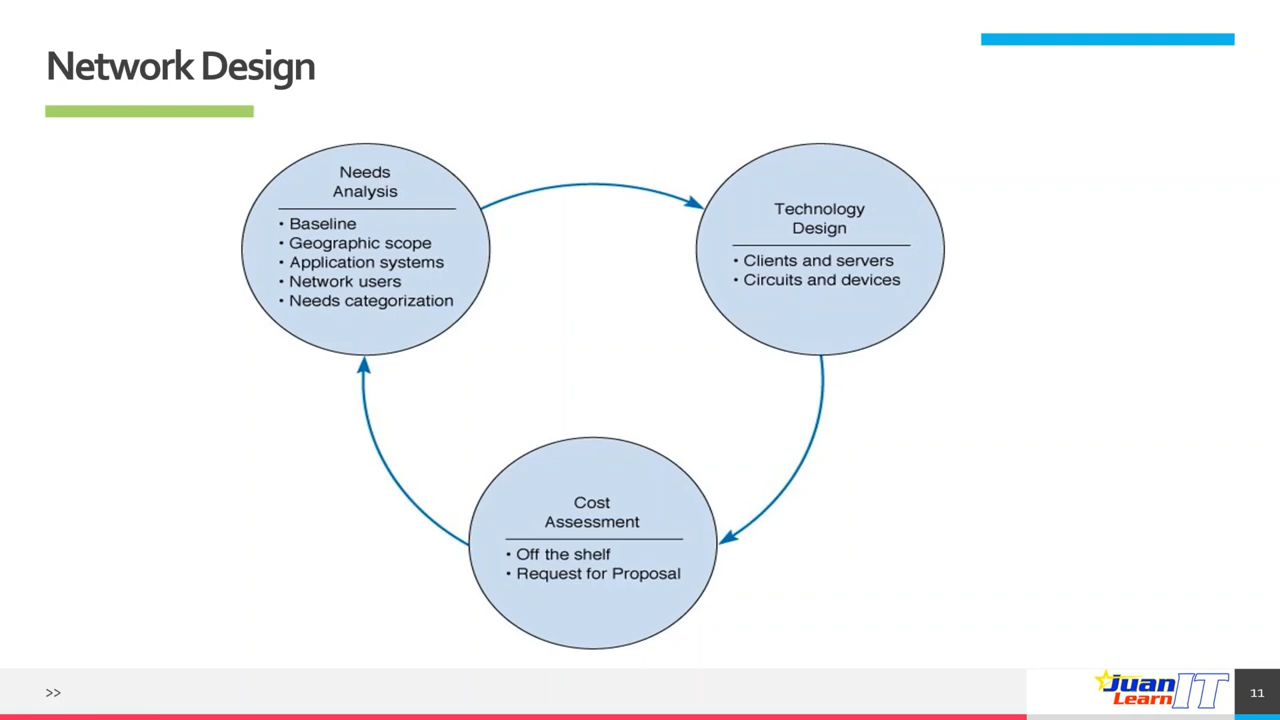 Network Design
Needs
Analysis
• Baseline
• Geographic scope
• Application systems
• Network users
• Needs categorization
Technology
Design
• Clients and servers
• Circuits and devices
Cost
Assessment
• Off the shelf
• Request for Proposal
>>
Juan
Learn
IT
11